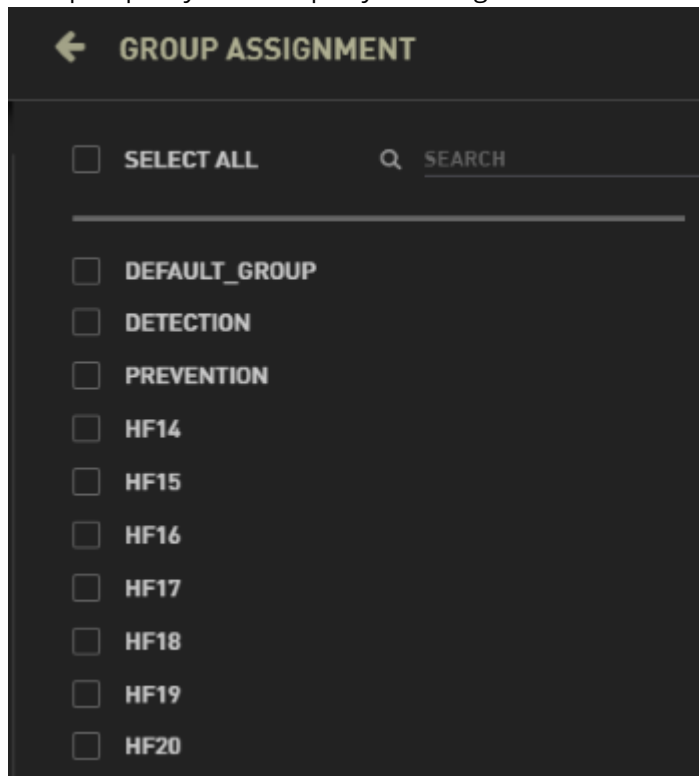 GROUP ASSIGNMENT
SELECT ALL SEARCH
DEFAULT_GROUP
DETECTION
PREVENTION
HF14
HF15
HF16
HF17
HF18
HF19
HF20